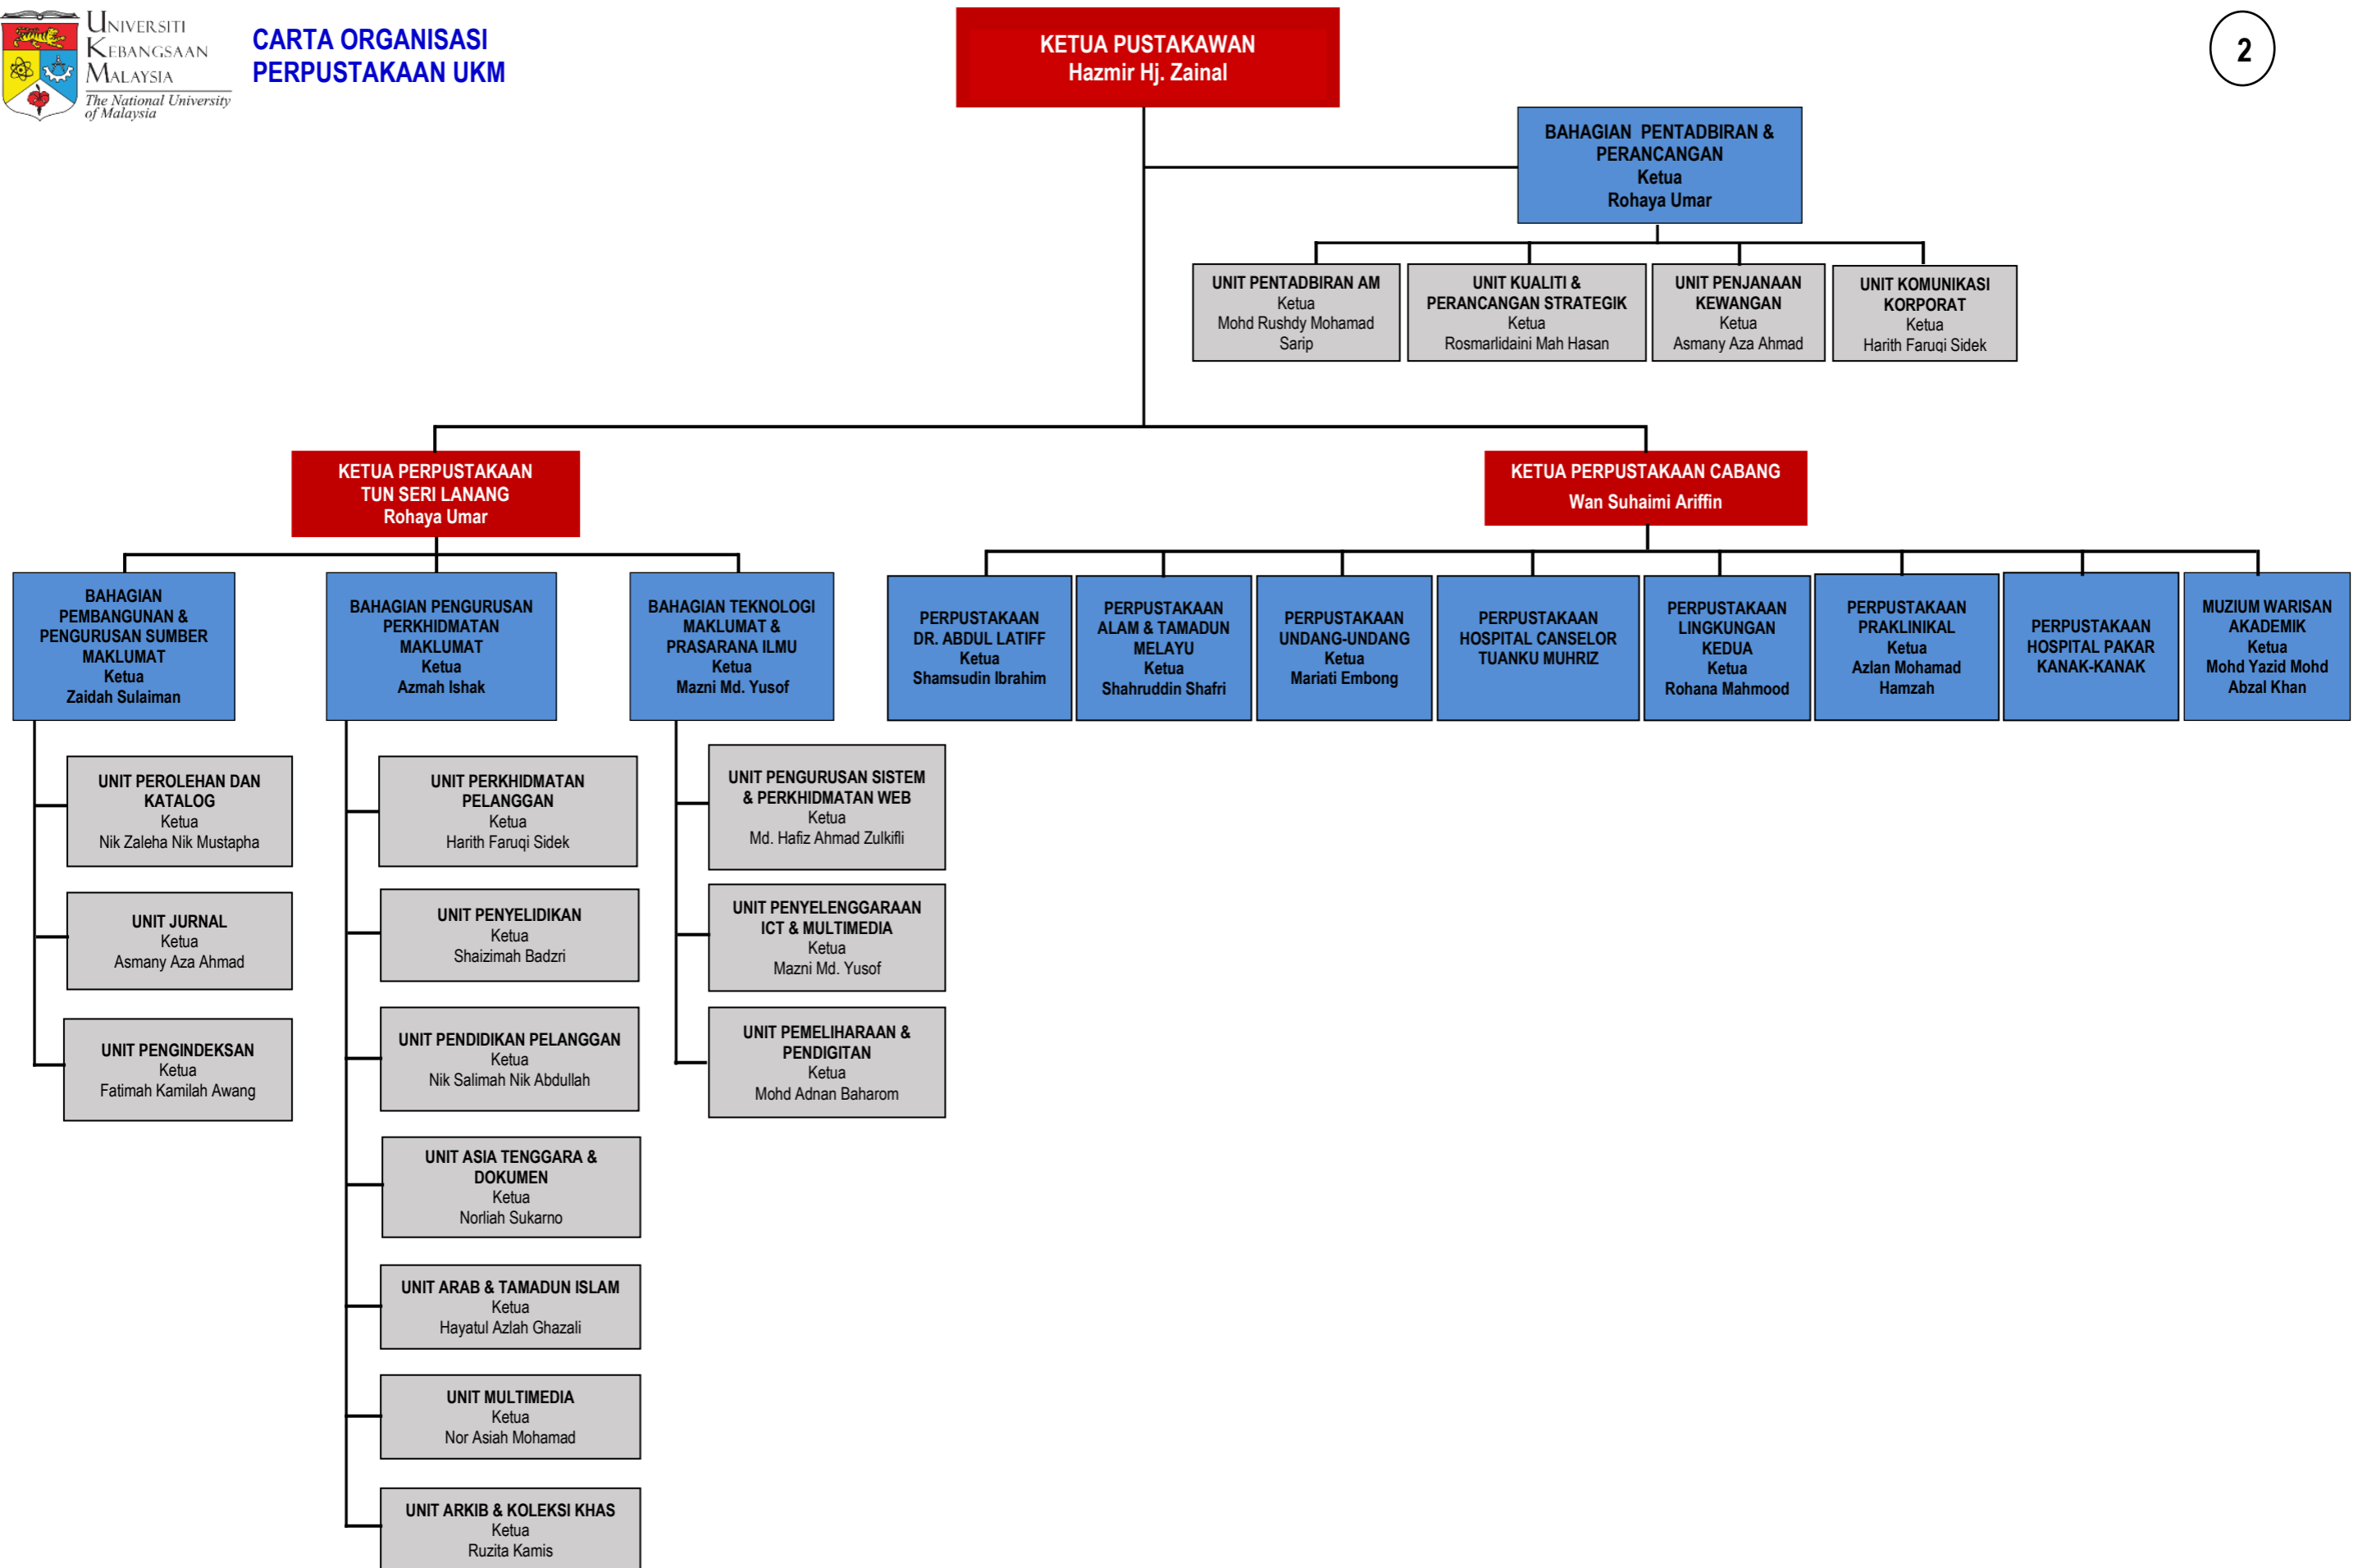 UNIVERSITI
KEBANGSAAN
MALAYSIA
The National University
of Malaysia
CARTA ORGANISASI
PERPUSTAKAAN UKM
KETUA PUSTAKAWAN
Hazmir Hj. Zainal
2
BAHAGIAN PENTADBIRAN &
PERANCANGAN
Ketua
Rohaya Umar
UNIT PENTADBIRAN AM
Ketua
Mohd Rushdy Mohamad
Sarip
UNIT KUALITI &
PERANCANGAN STRATEGIK
Ketua
Rosmarlidaini Mah Hasan
UNIT PENJANAAN
KEWANGAN
Ketua
Asmany Aza Ahmad
UNIT KOMUNIKASI
KORPORAT
Ketua
Harith Faruqi Sidek
KETUA PERPUSTAKAAN
TUN SERI LANANG
Rohaya Umar
KETUA PERPUSTAKAAN CABANG
Wan Suhaimi Ariffin
BAHAGIAN
PEMBANGUNAN &
PENGURUSAN SUMBER
MAKLUMAT
Ketua
Zaidah Sulaiman
BAHAGIAN PENGURUSAN
PERKHIDMATAN
MAKLUMAT
Ketua
Azmah Ishak
BAHAGIAN TEKNOLOGI
MAKLUMAT &
PRASARANA ILMU
Ketua
Mazni Md. Yusof
PERPUSTAKAAN
DR. ABDUL LATIFF
Ketua
Shamsudin Ibrahim
PERPUSTAKAAN
ALAM & TAMADUN
MELAYU
Ketua
Shahruddin Shafri
PERPUSTAKAAN
UNDANG-UNDANG
Ketua
Mariati Embong
PERPUSTAKAAN
HOSPITAL CANSELOR
TUANKU MUHRIZ
PERPUSTAKAAN
LINGKUNGAN
KEDUA
Ketua
Rohana Mahmood
PERPUSTAKAAN
PRAKLINIKAL
Ketua
Azlan Mohamad
Hamzah
PERPUSTAKAAN
HOSPITAL PAKAR
KANAK-KANAK
MUZIUM WARISAN
AKADEMIK
Ketua
Mohd Yazid Mohd
Abzal Khan
UNIT PEROLEHAN DAN
KATALOG
Ketua
Nik Zaleha Nik Mustapha
UNIT JURNAL
Ketua
Asmany Aza Ahmad
UNIT PENGINDEKSAN
Ketua
Fatimah Kamilah Awang
UNIT PERKHIDMATAN
PELANGGAN
Ketua
Harith Faruqi Sidek
UNIT PENYELIDIKAN
Ketua
Shaizimah Badzri
UNIT PENDIDIKAN PELANGGAN
Ketua
Nik Salimah Nik Abdullah
UNIT ASIA TENGGARA &
DOKUMEN
Ketua
Norliah Sukarno
UNIT ARAB & TAMADUN ISLAM
Ketua
Hayatul Azlah Ghazali
UNIT MULTIMEDIA
Ketua
Nor Asiah Mohamad
UNIT ARKIB & KOLEKSI KHAS
Ketua
Ruzita Kamis
UNIT PENGURUSAN SISTEM
& PERKHIDMATAN WEB
Ketua
Md. Hafiz Ahmad Zulkifli
UNIT PENYELENGGARAAN
ICT & MULTIMEDIA
Ketua
Mazni Md. Yusof
UNIT PEMELIHARAAN &
PENDIGITAN
Ketua
Mohd Adnan Baharom